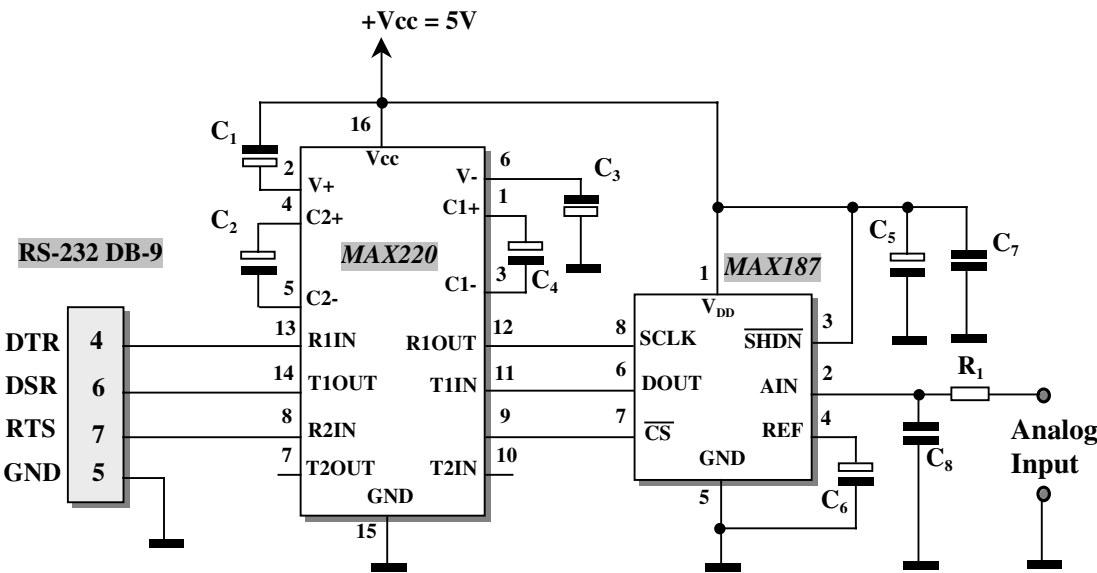 +Vcc = 5V
C1
16
Vcc
2
V+
6
V-
C3
4
C2+
1
C1+
C2
RS-232 DB-9
MAX220
C5
C7
1
MAX187
5
C2-
3
C1-
C4
VDD
DTR
4
13
R1IN
R1OUT
12
8
SCLK
SHDN
3
DSR
6
14
T1OUT
T1IN
11
6
DOUT
AIN
2
R1
RTS
7
8
R2IN
9
7
CS
REF
4
Analog
Input
GND
5
7
T2OUT
T2IN
10
GND
C8
C6
GND
15
5